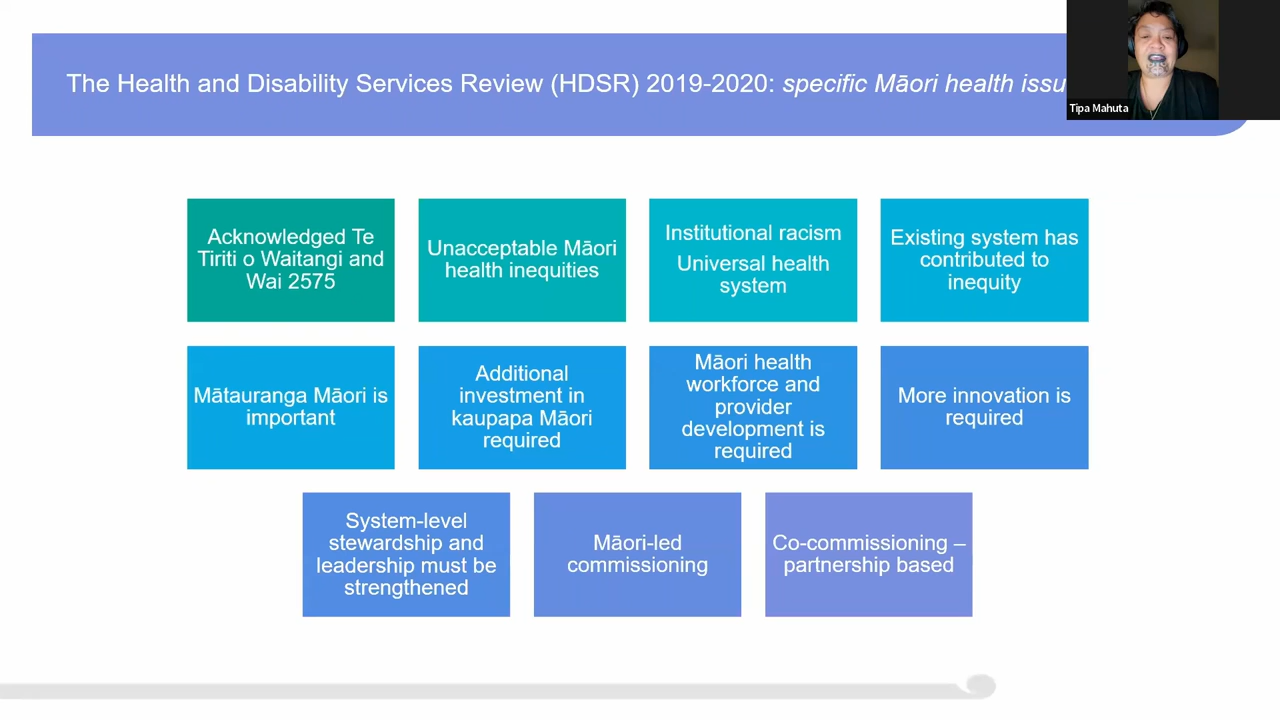 The Health and Disability Services Review (HDSR) 2019-2020: specific Māori health issu
Tipa Mahuta
Acknowledged Te
Tiriti o Waitangi and
Wai 2575
Unacceptable Māori
health inequities
Institutional racism
Universal health
system
Existing system has
contributed to
inequity
Mātauranga Māori is
important
Additional
investment in
kaupapa Māori
required
Māori health
workforce and
provider
development is
required
More innovation is
required
System-level
stewardship and
leadership must be
strengthened
Māori-led
commissioning
Co-commissioning –
partnership based